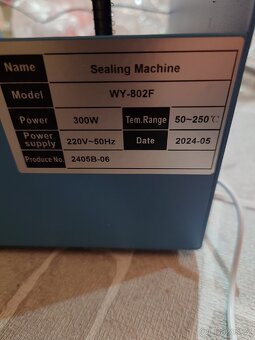 Name Sealing Machine
Model WY-802F
Power 300W Tem.Range 50~250℃
Power supply 220V~50Hz Date 2024-05
Produce No. 2405B-06